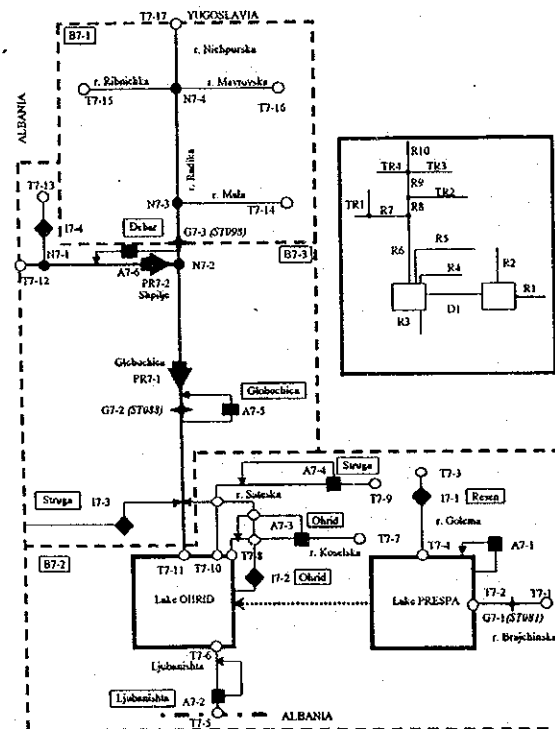 T7-17
YUGOSLAVIA
B7-1
r. Nichpurska
r. Ribnichka
r. Mavrovska
T7-15
N7-4
T7-16
ALBANIA
r. Radika
T7-13
N7-3
r. Mala
T7-14
I7-4
Debar
G7-3 (ST098)
N7-1
B7-3
T7-12
A7-6
PR7-2
Shpilje
N7-2
R10
TR4
TR3
R9
TR1
TR2
R7
R8
R6
R5
R4
R2
R1
D1
R3
Globochica
PR7-1
Globochica
G7-2 (ST088)
A7-5
A7-4
Struga
T7-3
Struga
I7-3
r. Sateska
T7-9
I7-1
Resen
A7-3
Ohrid
r. Golema
B7-2
T7-8
r. Koselska
T7-7
T7-4
A7-1
T7-11
T7-10
I7-2
Ohrid
Lake OHRID
Lake PRESPA
T7-2
T7-1
G7-1 (ST081)
r. Brajchinska
T7-6
Ljubanishta
Ljubanishta
A7-2
T7-5
ALBANIA